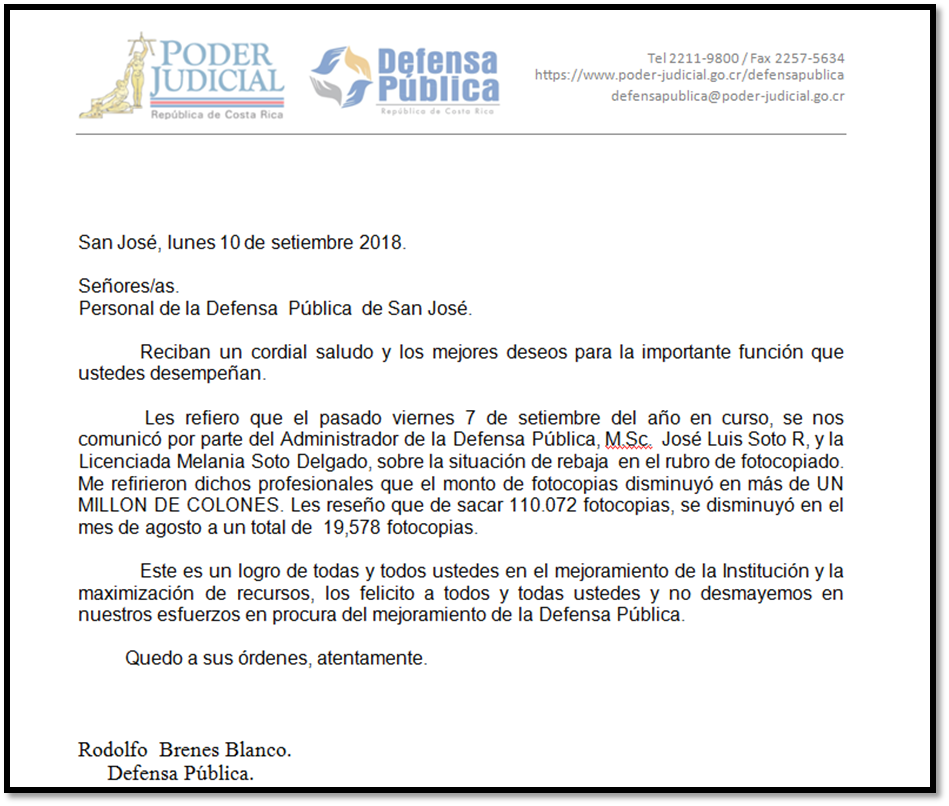 PODER
JUDICIAL
República de Costa Rica
Defensa
Pública
República de Costa Rica
Tel 2211-9800 / Fax 2257-5634
https://www.poder-judicial.go.cr/defensapublica
defensapublica@poder-judicial.go.cr
San José, lunes 10 de setiembre 2018.
Señores/as.
Personal de la Defensa Pública de San José.
Reciban un cordial saludo y los mejores deseos para la importante función que
ustedes desempeñan.
Les refiero que el pasado viernes 7 de setiembre del año en curso, se nos
comunicó por parte del Administrador de la Defensa Pública, M.Sc. José Luis Soto R, y la
Licenciada Melania Soto Delgado, sobre la situación de rebaja en el rubro de fotocopiado.
Me refirieron dichos profesionales que el monto de fotocopias disminuyó en más de UN
MILLON DE COLONES. Les reseño que de sacar 110.072 fotocopias, se disminuyó en el
mes de agosto a un total de 19,578 fotocopias.
Este es un logro de todas y todos ustedes en el mejoramiento de la Institución y la
maximización de recursos, los felicito a todos y todas ustedes y no desmayemos en
nuestros esfuerzos en procura del mejoramiento de la Defensa Pública.
Quedo a sus órdenes, atentamente.
Rodolfo Brenes Blanco.
Defensa Pública.